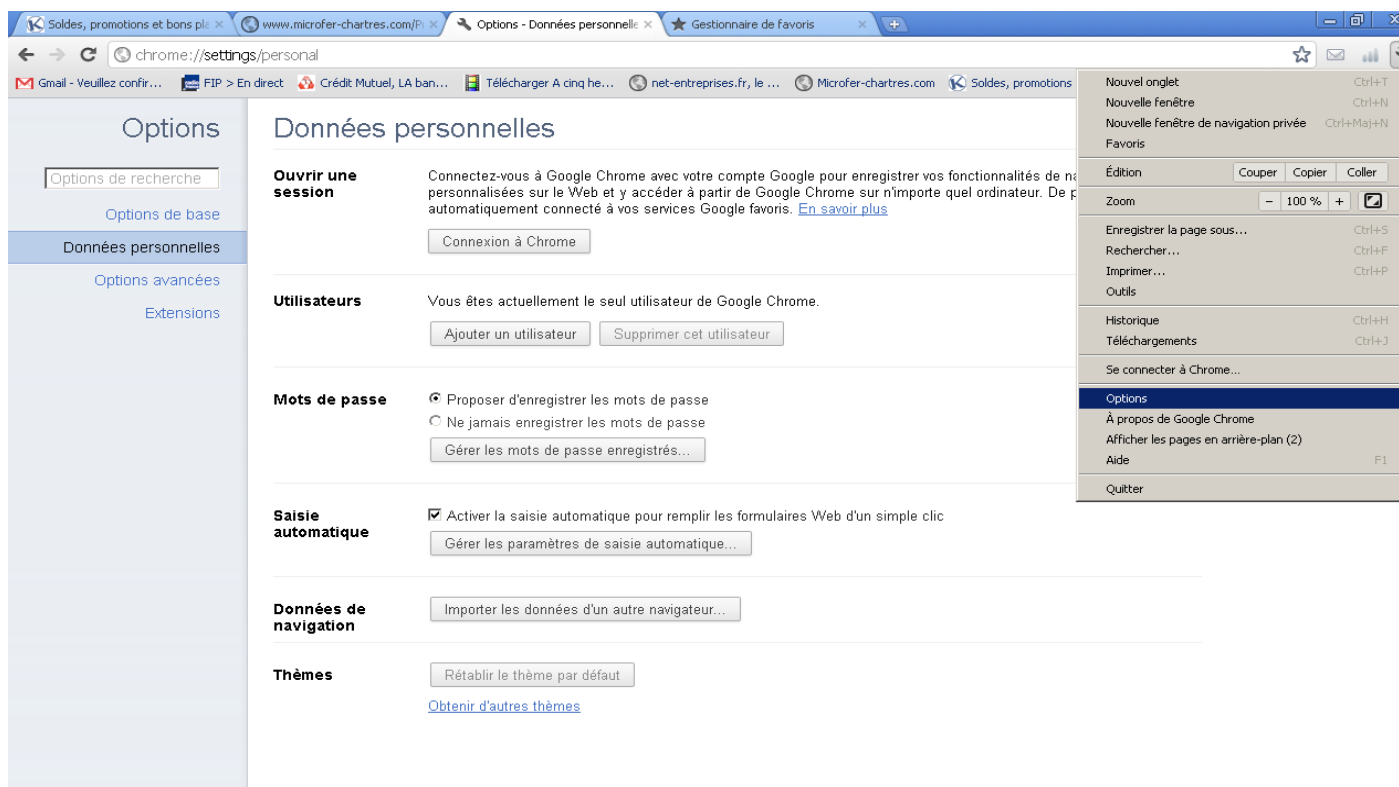 Soldes, promotions et bons pla
www.microfer-chartres.com/P
Options - Données personnelle
Gestionnaire de favoris
chrome://settings/personal
Gmail - Veuillez confir...
FIP > En direct
Crédit Mutuel, LA ban...
Télécharger A cinq he...
net-entreprises.fr, le ...
Microfer-chartres.com
Soldes, promotions
Options
Options de recherche
Options de base
Données personnelles
Options avancées
Extensions
Données personnelles
Ouvrir une session
Connectez-vous à Google Chrome avec votre compte Google pour enregistrer vos fonctionnalités de na
personnalisées sur le Web et y accéder à partir de Google Chrome sur n'importe quel ordinateur. De p
automatiquement connecté à vos services Google favoris. En savoir plus
Connexion à Chrome
Utilisateurs
Vous êtes actuellement le seul utilisateur de Google Chrome.
Ajouter un utilisateur
Supprimer cet utilisateur
Mots de passe
Proposer d'enregistrer les mots de passe
Ne jamais enregistrer les mots de passe
Gérer les mots de passe enregistrés...
Saisie automatique
Activer la saisie automatique pour remplir les formulaires Web d'un simple clic
Gérer les paramètres de saisie automatique...
Données de navigation
Importer les données d'un autre navigateur...
Thèmes
Rétablir le thème par défaut
Obtenir d'autres thèmes
Nouvel onglet Ctrl+T
Nouvelle fenêtre Ctrl+N
Nouvelle fenêtre de navigation privée Ctrl+Maj+N
Favoris
Édition Couper Copier Coller
Zoom - 100 % +
Enregistrer la page sous... Ctrl+S
Rechercher... Ctrl+F
Imprimer... Ctrl+P
Outils
Historique Ctrl+H
Téléchargements Ctrl+J
Se connecter à Chrome...
Options
À propos de Google Chrome
Afficher les pages en arrière-plan (2)
Aide F1
Quitter